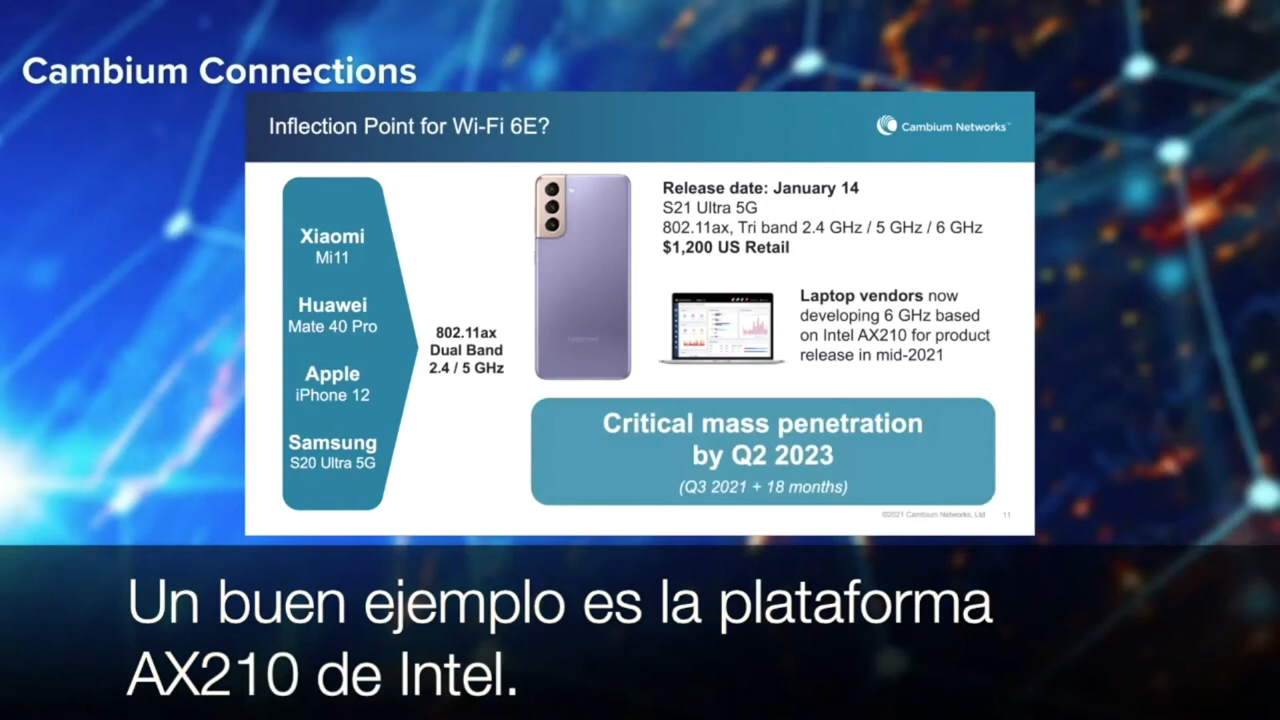 Cambium Connections
Inflection Point for Wi-Fi 6E?
Cambium Networks™
Xiaomi
Mi11
Huawei
Mate 40 Pro
Apple
iPhone 12
Samsung
S20 Ultra 5G
802.11ax
Dual Band
2.4 / 5 GHz
Release date: January 14
S21 Ultra 5G
802.11ax, Tri band 2.4 GHz / 5 GHz / 6 GHz
$1,200 US Retail
Laptop vendors now
developing 6 GHz based
on Intel AX210 for product
release in mid-2021
Critical mass penetration
by Q2 2023
(Q3 2021 + 18 months)
©2021 Cambium Networks, Ltd 11
Un buen ejemplo es la plataforma
AX210 de Intel.